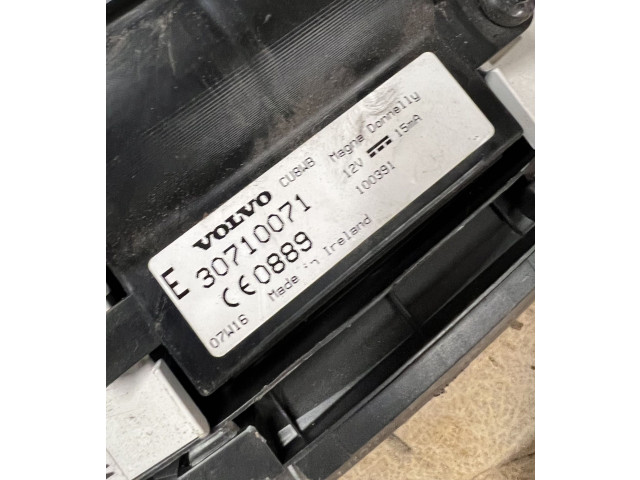 VOLVO CU8WB Magna Donnelly
E 30710071 12V 15mA
CE0889 100391
07W16 Made in Ireland